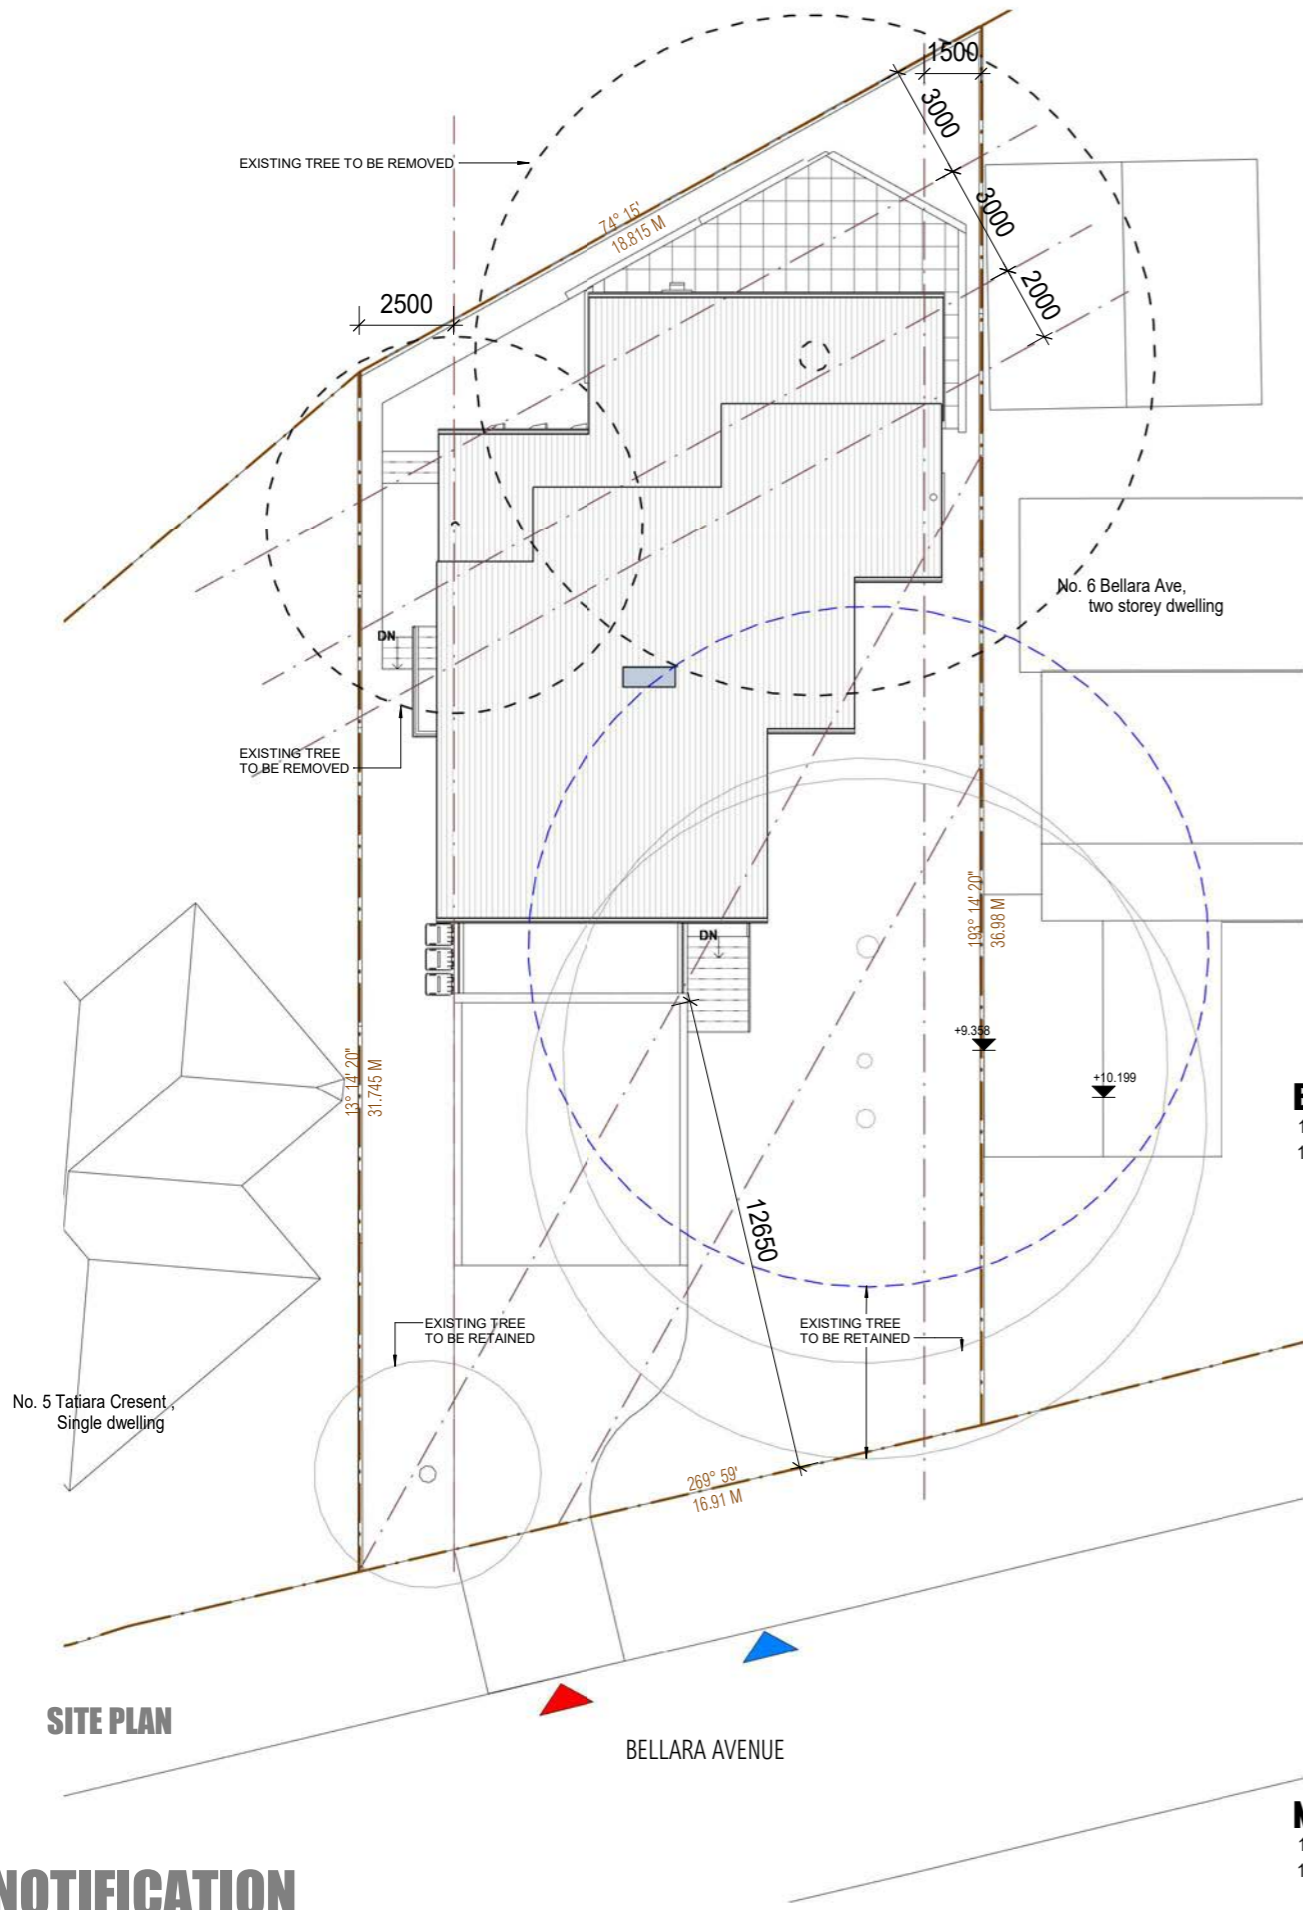 1500
3000
EXISTING TREE TO BE REMOVED
3000
74° 15'
18.815 M
2500
2000
No. 6 Bellara Ave,
two storey dwelling
DN
EXISTING TREE
TO BE REMOVED
193° 14' 20"
36.98 M
DN
+9.358
13° 14' 20"
31.745 M
+10.199
12650
EXISTING TREE
TO BE RETAINED
EXISTING TREE
TO BE RETAINED
No. 5 Tatiara Cresent ,
Single dwelling
269° 59'
16.91 M
SITE PLAN
BELLARA AVENUE
NOTIFICATION